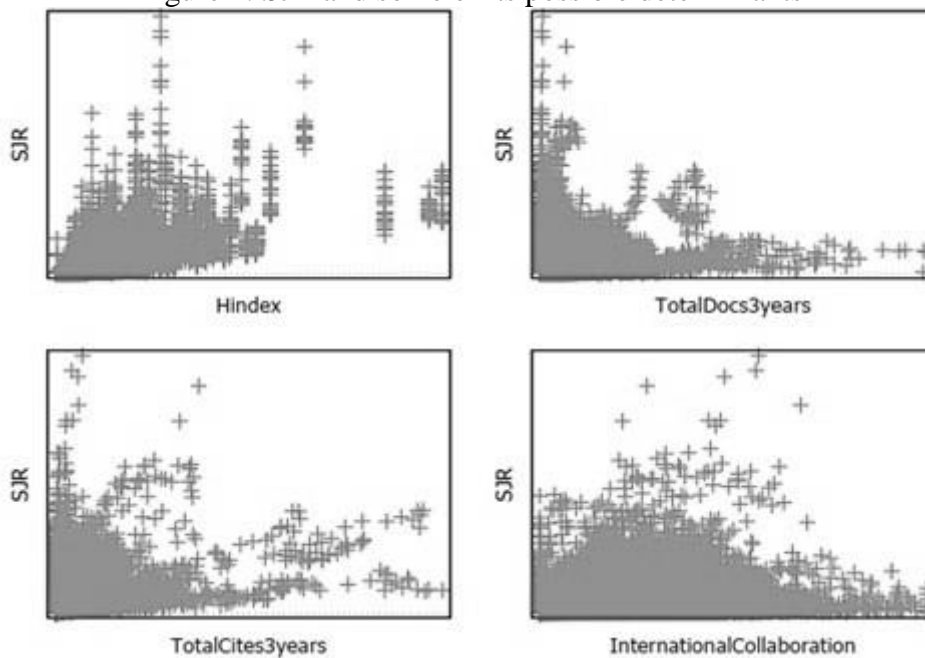 SJR
Hindex
SJR
TotalDocs3years
SJR
TotalCites3years
SJR
InternationalCollaboration